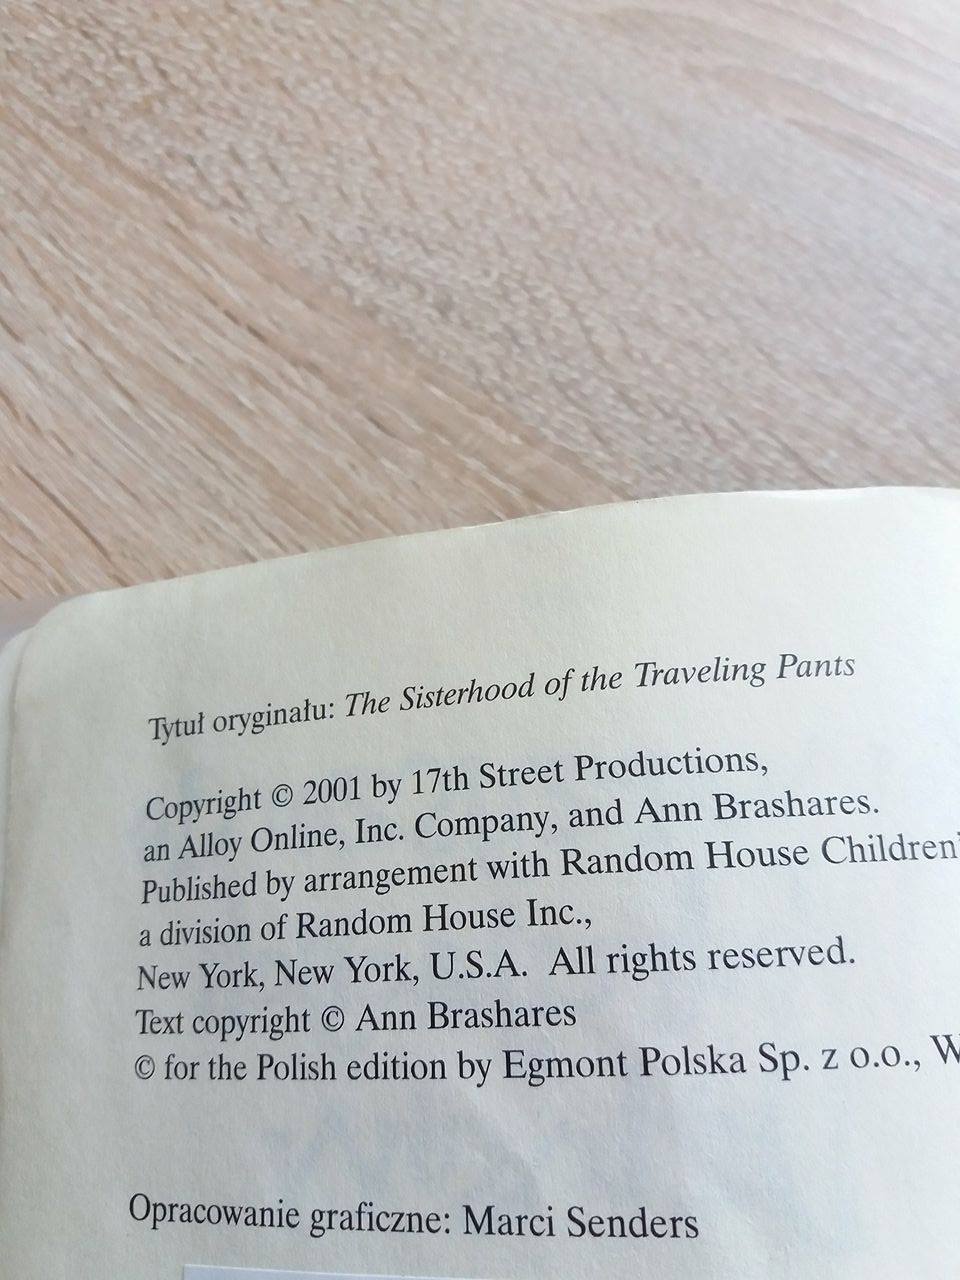 Tytuł oryginału: The Sisterhood of the Traveling Pants
Copyright © 2001 by 17th Street Productions,
an Alloy Online, Inc. Company, and Ann Brashares.
Published by arrangement with Random House Children'
a division of Random House Inc.,
New York, New York, U.S.A. All rights reserved.
Text copyright © Ann Brashares
© for the Polish edition by Egmont Polska Sp. z o.o., W
Opracowanie graficzne: Marci Senders